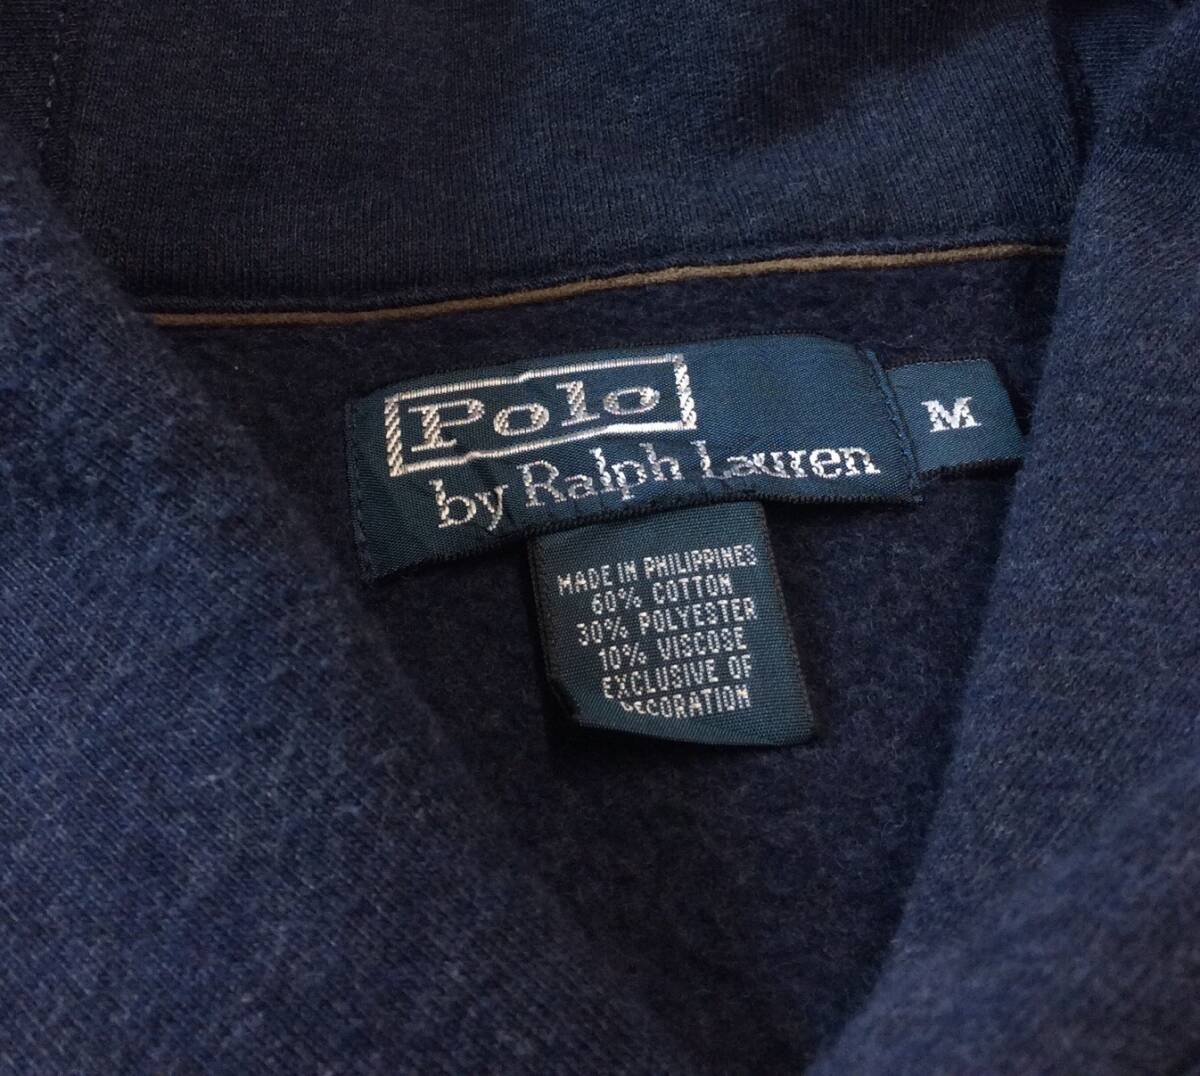 Polo
by Ralph Lauren
M
MADE IN PHILIPPINES
60% COTTON
30% POLYESTER
10% VISCOSE
EXCLUSIVE OF
DECORATION